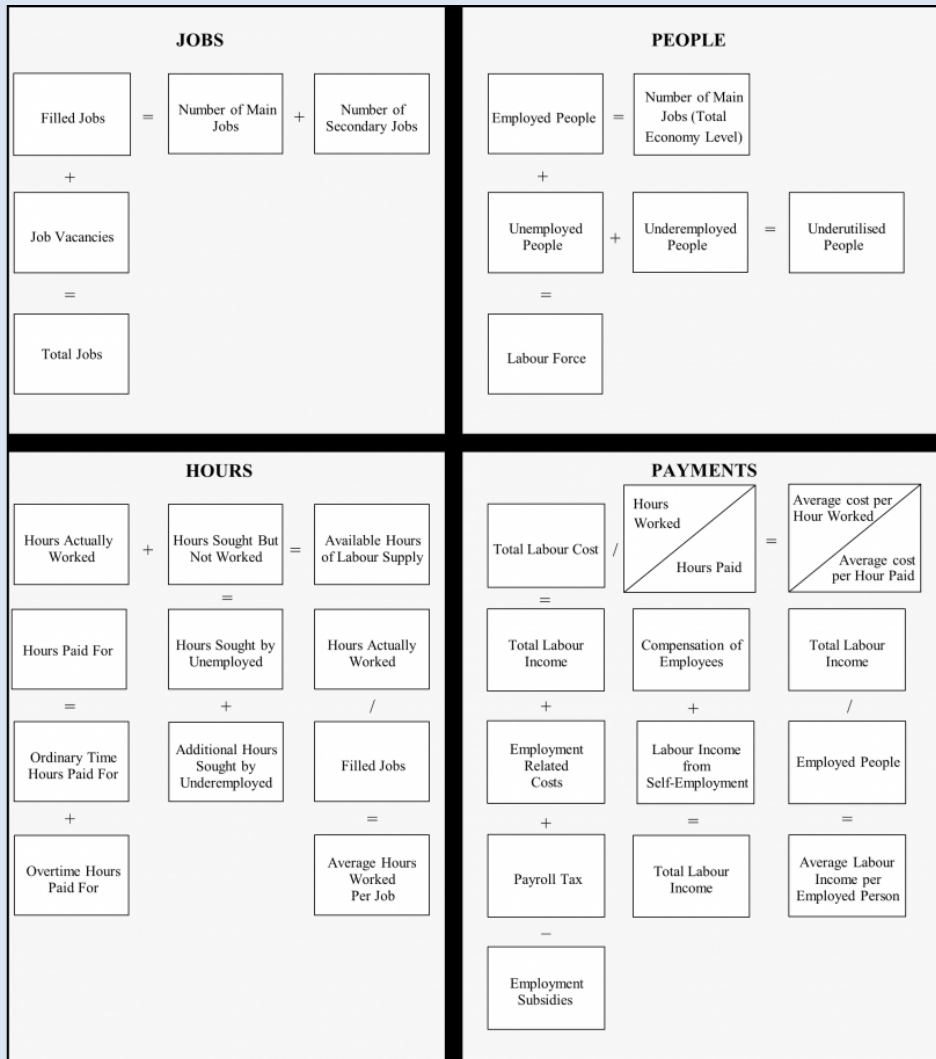 JOBS
Filled Jobs
=
Number of Main
Jobs
+
Number of
Secondary Jobs
+
Job Vacancies
=
Total Jobs
PEOPLE
Employed People
=
Number of Main
Jobs (Total
Economy Level)
+
Unemployed
People
+
Underemployed
People
=
Underutilised
People
=
Labour Force
HOURS
Hours Actually
Worked
+
Hours Sought But
Not Worked
=
Available Hours
of Labour Supply
=
Hours Paid For
Hours Sought by
Unemployed
Hours Actually
Worked
=
+
/
Ordinary Time
Hours Paid For
Additional Hours
Sought by
Underemployed
Filled Jobs
+
=
Overtime Hours
Paid For
Average Hours
Worked
Per Job
PAYMENTS
Total Labour Cost
/
Hours
Worked
Hours Paid
=
Average cost per
Hour Worked
Average cost
per Hour Paid
=
Total Labour
Income
Compensation of
Employees
Total Labour
Income
+
+
/
Employment
Related
Costs
Labour Income
from
Self-Employment
Employed People
+
=
=
Payroll Tax
Total Labour
Income
Average Labour
Income per
Employed Person
−
Employment
Subsidies